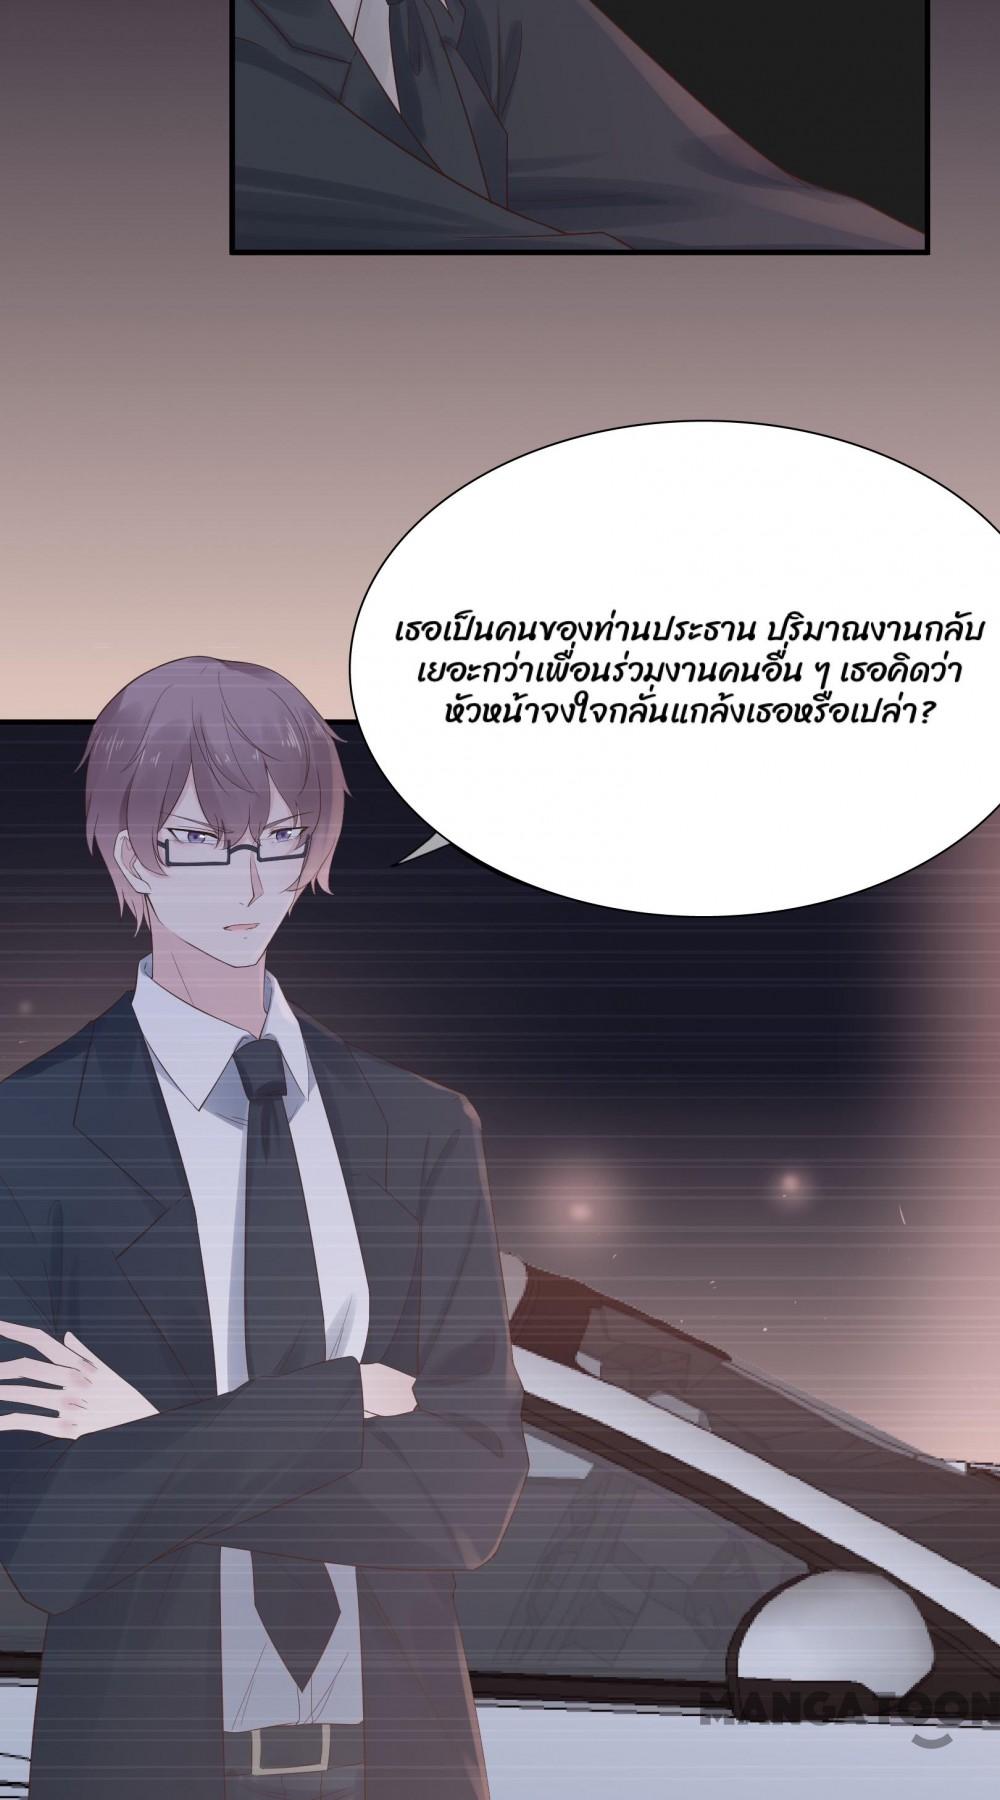 เธอเป็นคนของท่านประธาน ปริมาณงานกลับ
เยอะกว่าเพื่อนร่วมงานคนอื่น ๆ เธอคิดว่า
หัวหน้าจงใจกลั่นแกล้งเธอหรือเปล่า?
MANGATOON